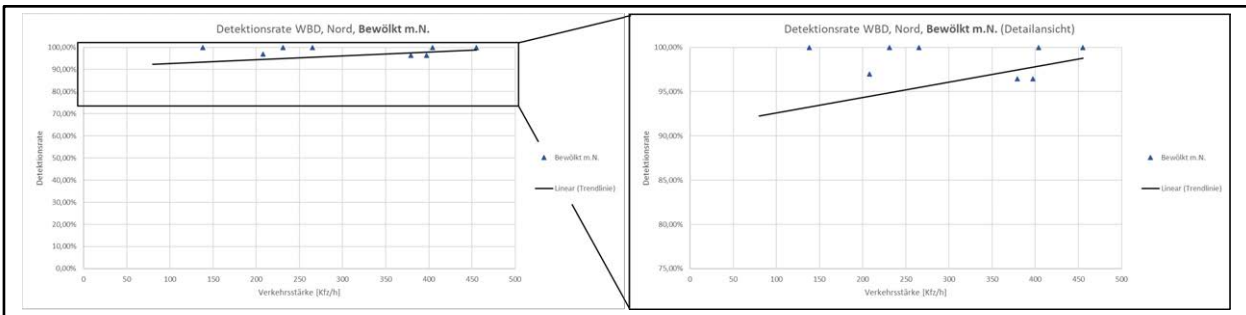 Detektionsrate WBD, Nord, Bewölkt m.N.
100,00%
90,00%
80,00%
70,00%
60,00%
50,00%
40,00%
30,00%
20,00%
10,00%
0,00%
Detektionsrate
0 50 100 150 200 250 300 350 400 450 500
Verkehrsstärke [Kfz/h]
Bewölkt m.N.
Linear (Trendlinie)
Detektionsrate WBD, Nord, Bewölkt m.N. (Detailansicht)
100,00%
95,00%
90,00%
85,00%
80,00%
75,00%
Detektionsrate
0 50 100 150 200 250 300 350 400 450 500
Verkehrsstärke [Kfz/h]
Bewölkt m.N.
Linear (Trendlinie)